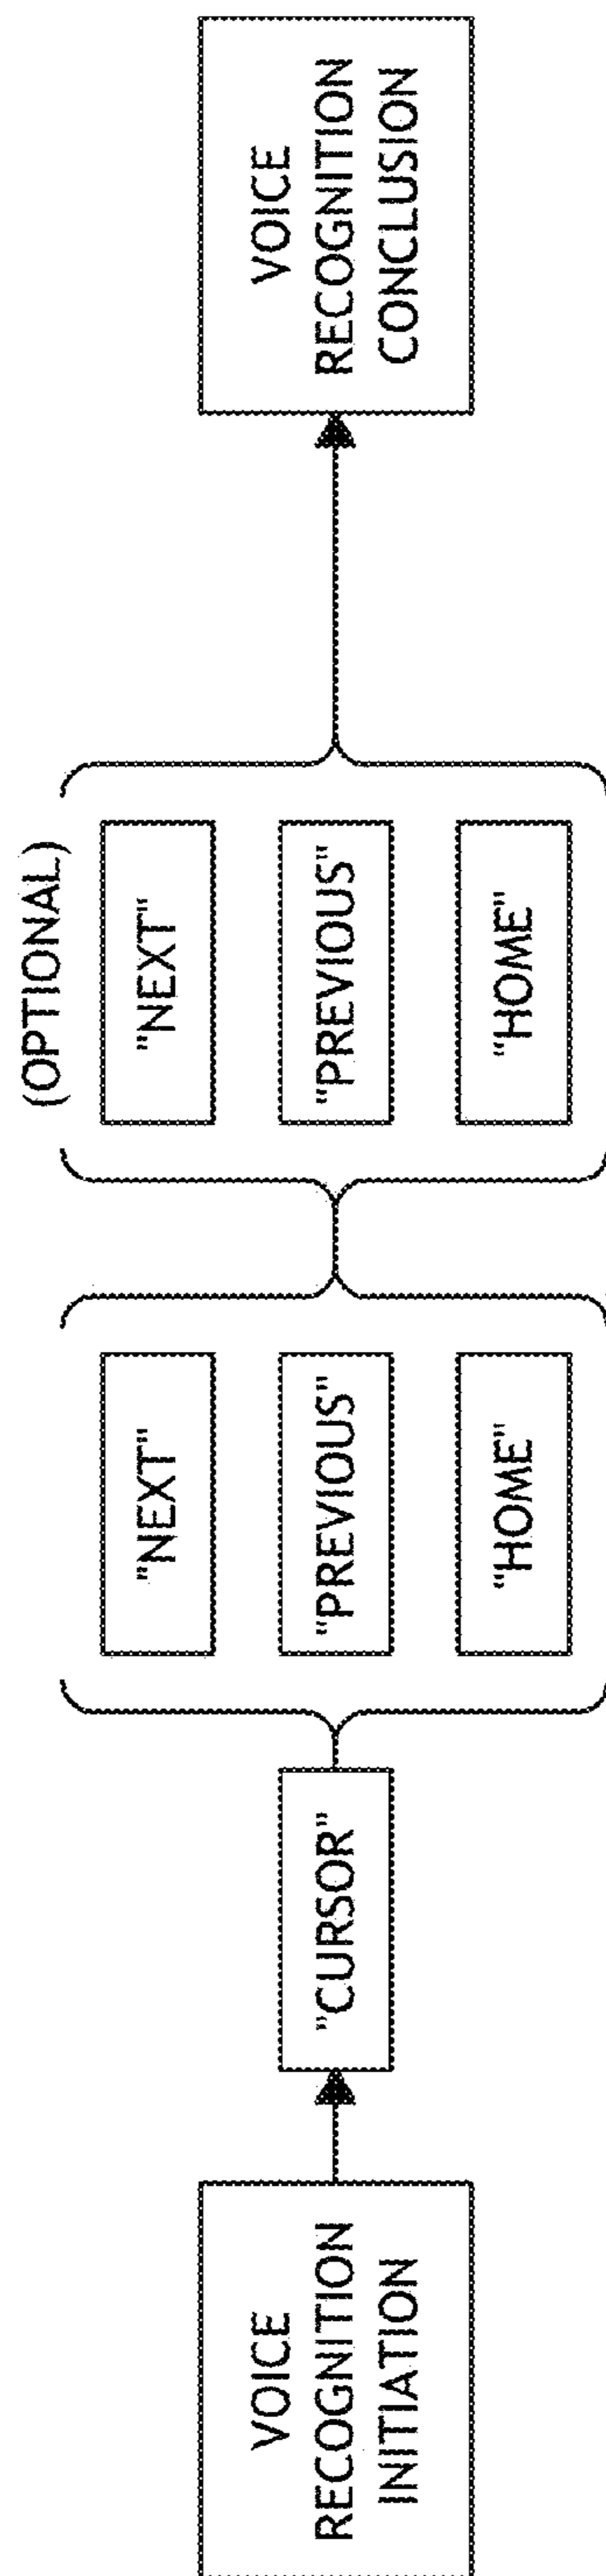 VOICE
RECOGNITION
INITIATION
"CURSOR"
"NEXT"
"PREVIOUS"
"HOME"
(OPTIONAL)
"NEXT"
"PREVIOUS"
"HOME"
VOICE
RECOGNITION
CONCLUSION